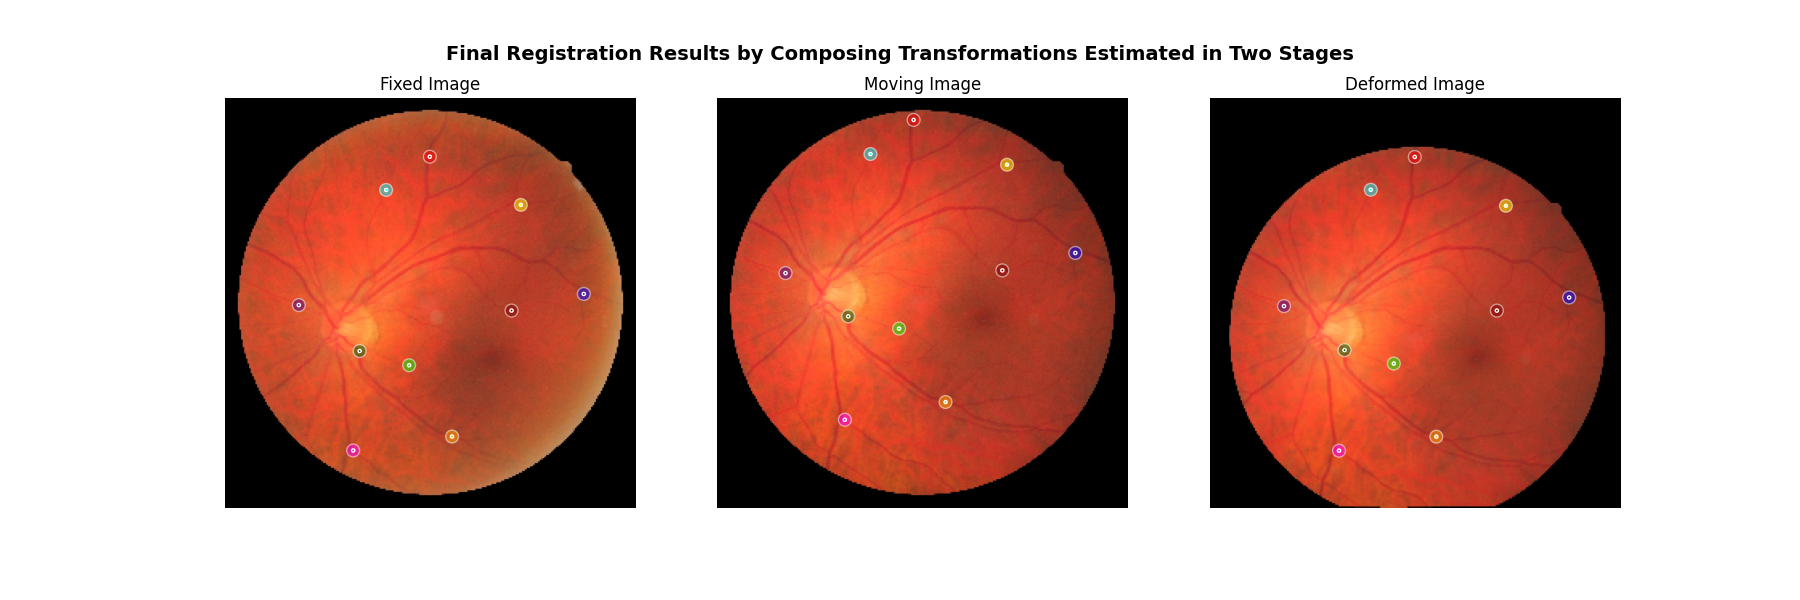 Final Registration Results by Composing Transformations Estimated in Two Stages
Fixed Image
Moving Image
Deformed Image